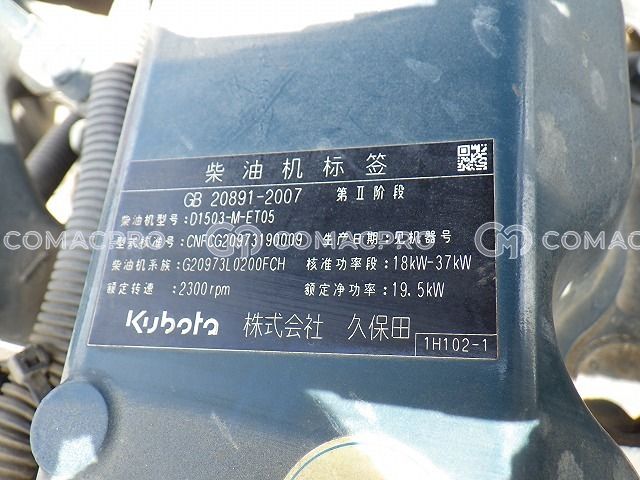 柴油机标签
GB 20891-2007 第Ⅱ阶段
柴油机型号:D1503-M-ET05
型式核准号:CNFCG20973190009 生产日期:见机器号
柴油机系族:G20973L0200FCH 核准功率段:18kW-37kW
额定转速:2300rpm 额定净功率:19.5kW
Kubota 株式会社 久保田
1H102-1
COMACPRO COMACPRO COMACPRO